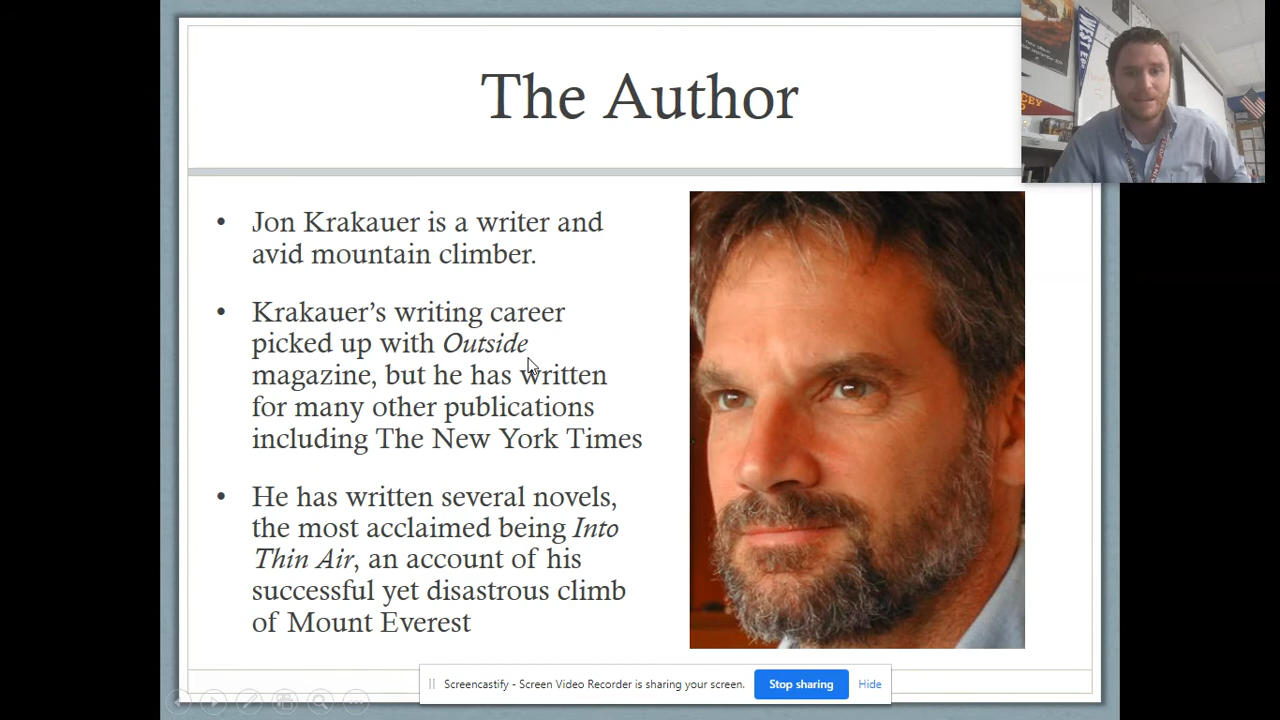 The Author
• Jon Krakauer is a writer and
avid mountain climber.
• Krakauer’s writing career
picked up with Outside
magazine, but he has written
for many other publications
including The New York Times
• He has written several novels,
the most acclaimed being Into
Thin Air, an account of his
successful yet disastrous climb
of Mount Everest
WEST
CEY
Screencastify - Screen Video Recorder is sharing your screen.
Stop sharing
Hide